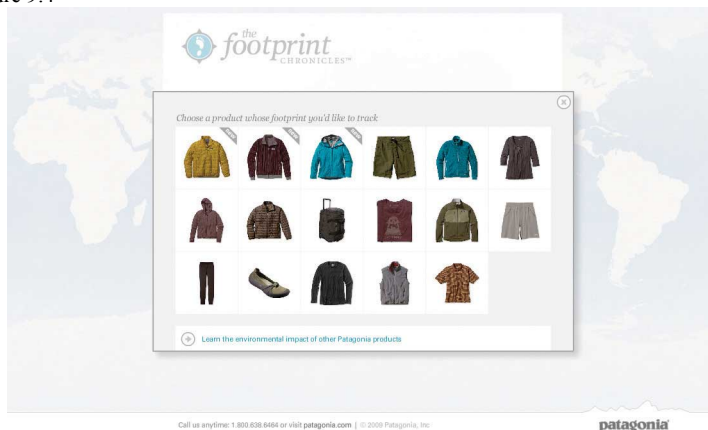 the
footprint
CHRONICLES™
Choose a product whose footprint you'd like to track
Learn the environmental impact of other Patagonia products
Call us anytime: 1.800.638.6464 or visit patagonia.com | © 2009 Patagonia, Inc
patagonia